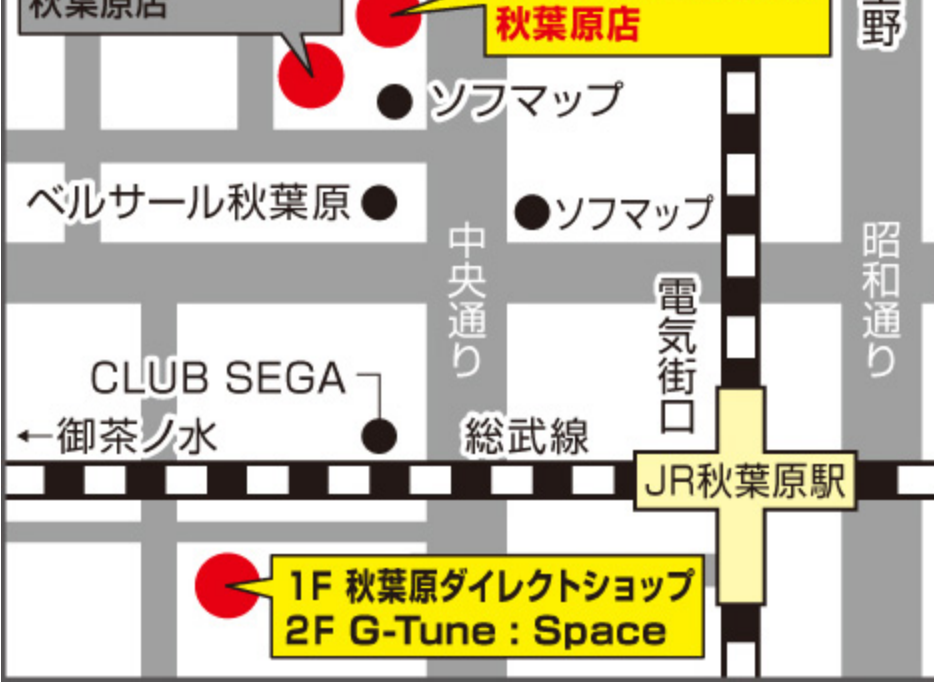 秋葉原店
秋葉原店
野
ソフマップ
ベルサール秋葉原
ソフマップ
中央通り
昭和通り
電気街口
CLUB SEGA
←御茶ノ水
総武線
JR秋葉原駅
1F 秋葉原ダイレクトショップ
2F G-Tune : Space